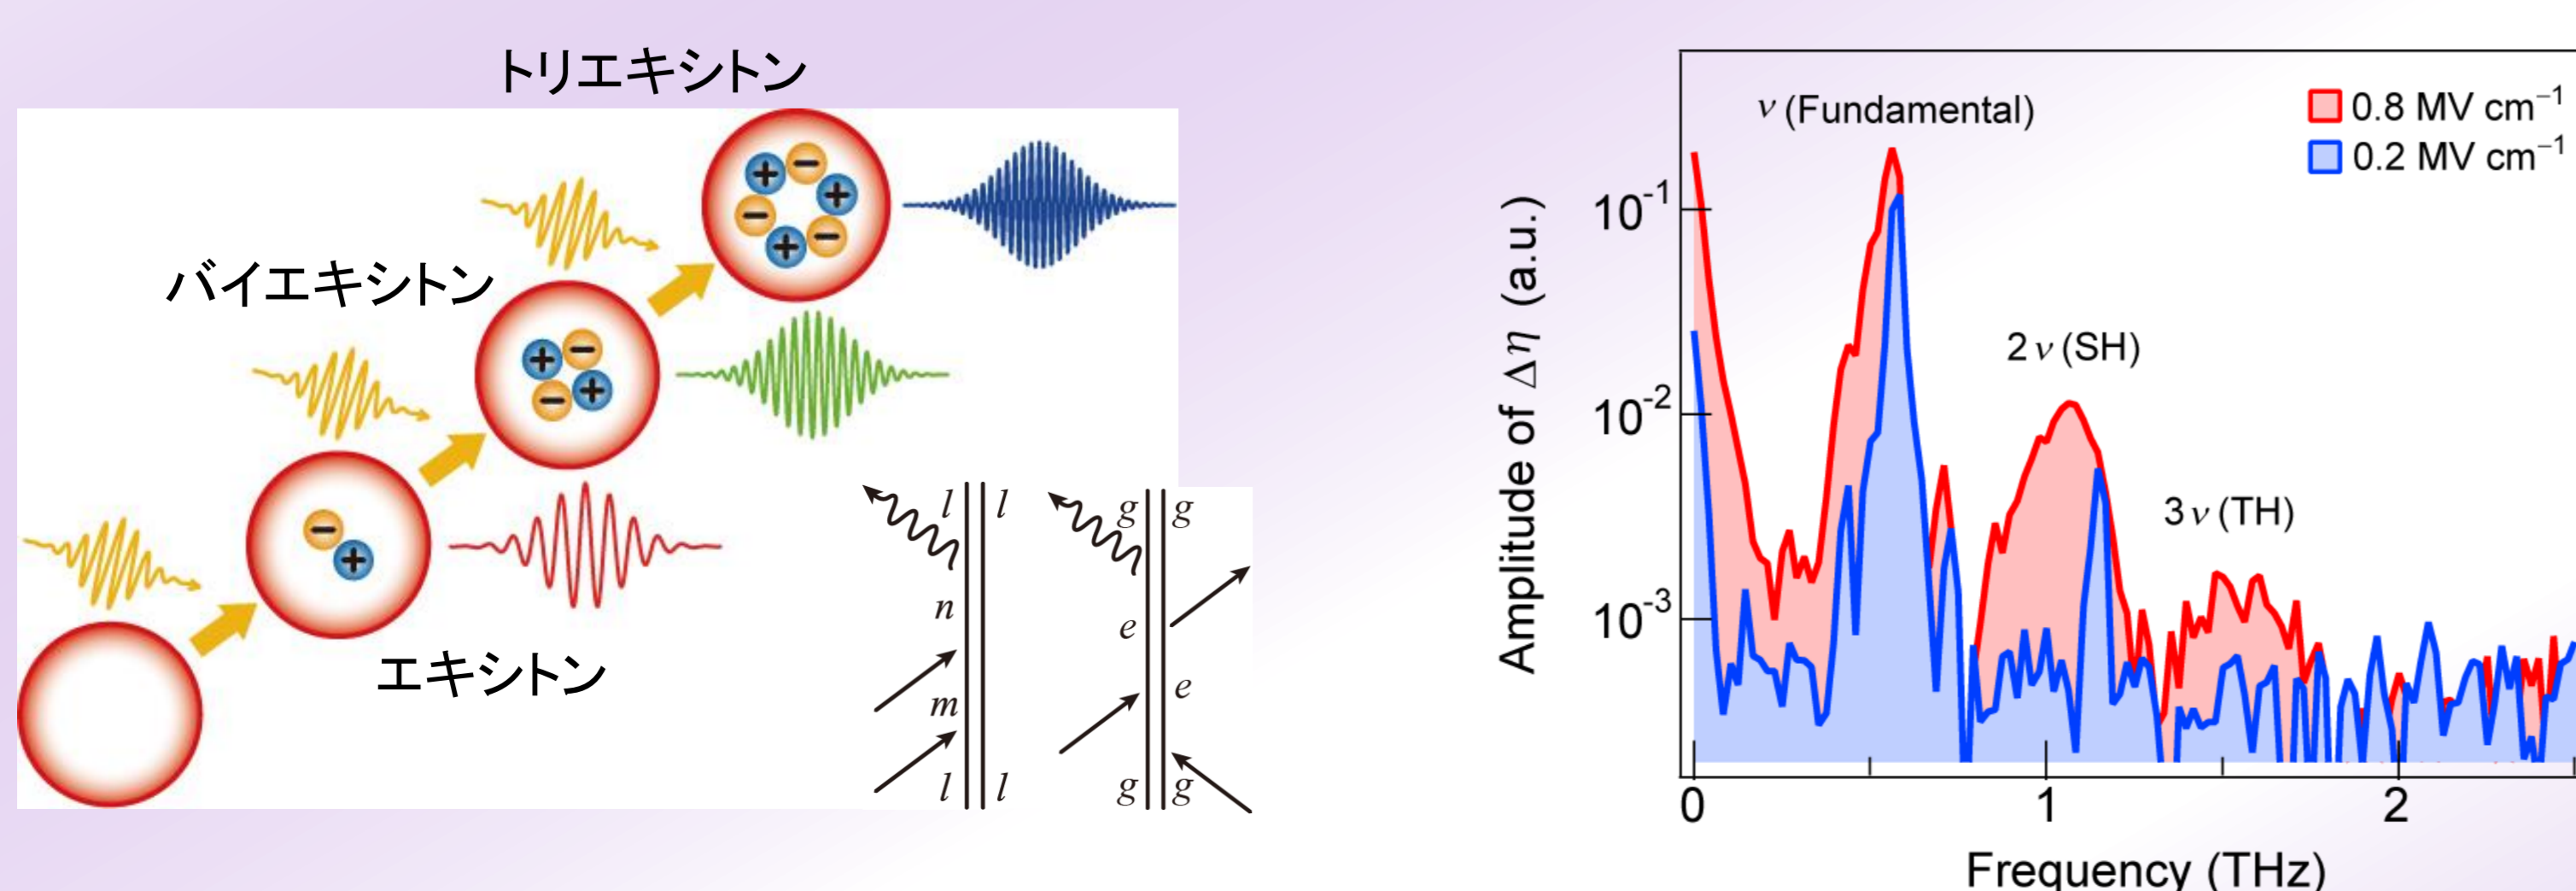 トリエキシトン
バイエキシトン
エキシトン
+ − + − + −
+ − − +
− +
l l
n
m
l l
g g
e
e
g g
ν (Fundamental)
0.8 MV cm⁻¹
0.2 MV cm⁻¹
2ν (SH)
3ν (TH)
Amplitude of Δη (a.u.)
10⁻¹
10⁻²
10⁻³
0 1 2
Frequency (THz)